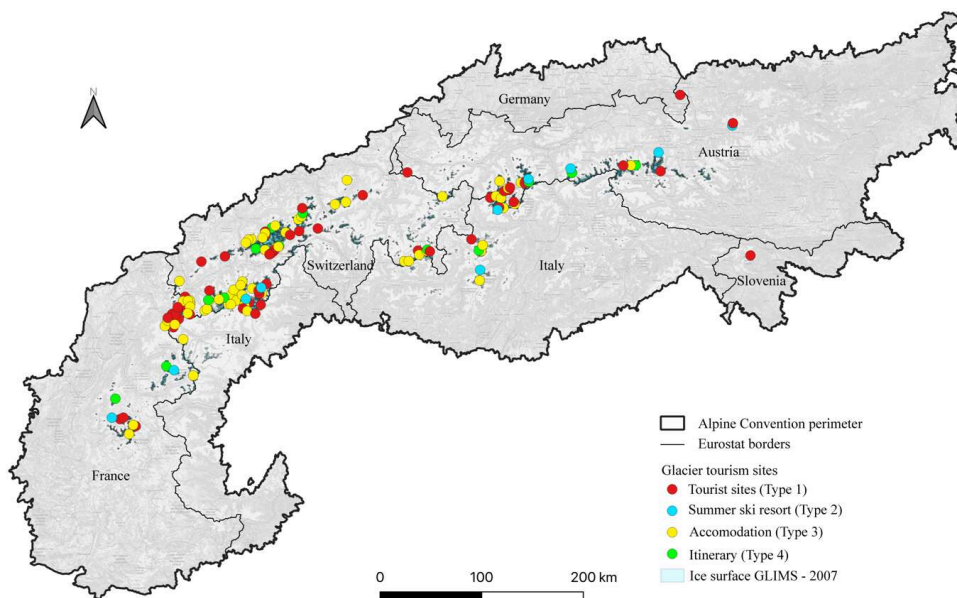 N
Germany
Austria
Switzerland
Italy
Slovenia
Italy
France
Alpine Convention perimeter
Eurostat borders
Glacier tourism sites
Tourist sites (Type 1)
Summer ski resort (Type 2)
Accomodation (Type 3)
Itinerary (Type 4)
Ice surface GLIMS - 2007
0 100 200 km